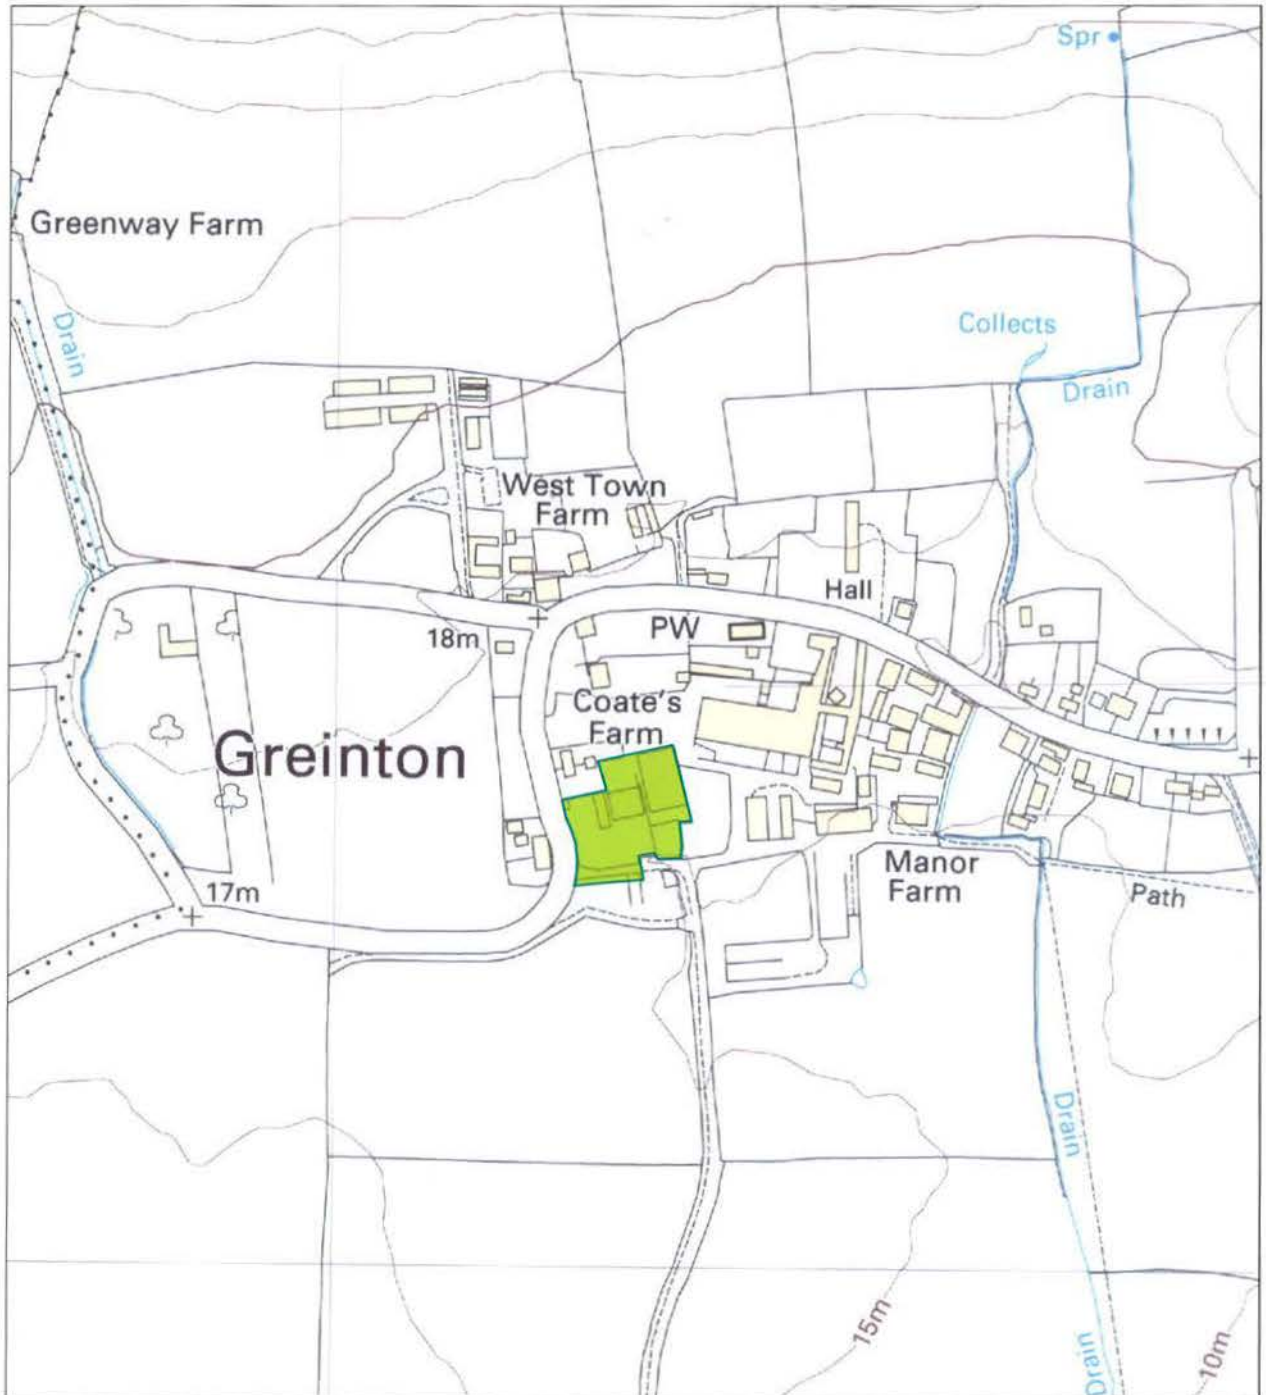 Spr
Greenway Farm
Drain
Collects
Drain
West Town
Farm
Hall
18m
PW
Coate's
Farm
Greinton
17m
Manor
Farm
Path
Drain
15m
10m
Drain